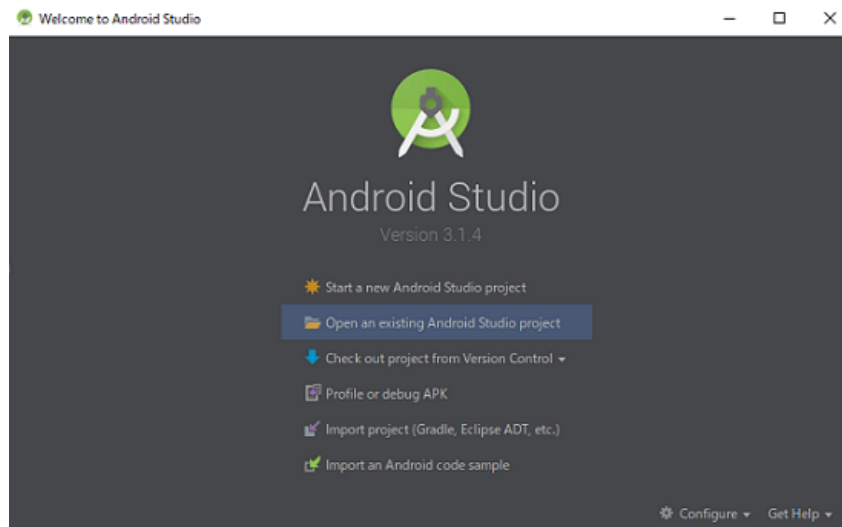 Welcome to Android Studio
Android Studio
Version 3.1.4
Start a new Android Studio project
Open an existing Android Studio project
Check out project from Version Control
Profile or debug APK
Import project (Gradle, Eclipse ADT, etc.)
Import an Android code sample
Configure Get Help